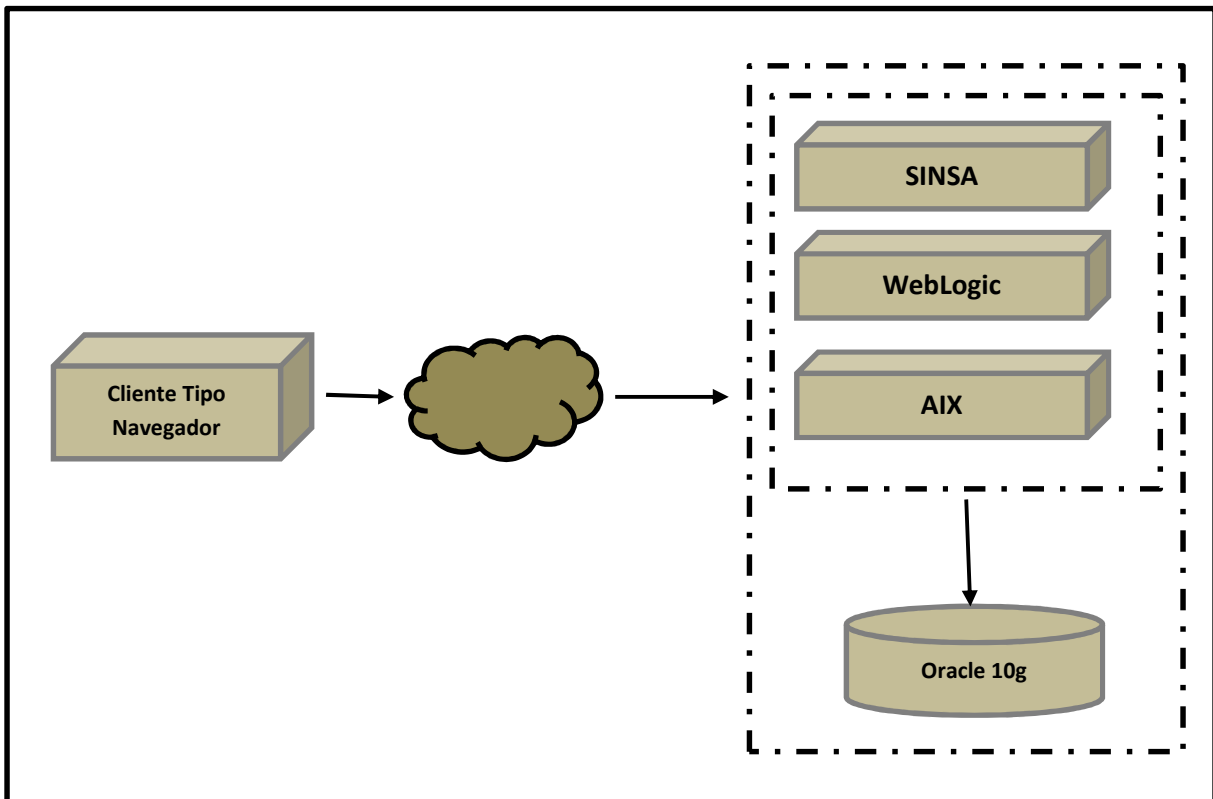 SINSA
WebLogic
Cliente Tipo
Navegador
AIX
Oracle 10g